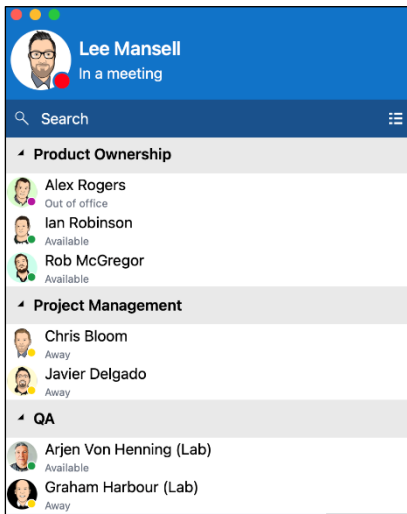 Lee Mansell
In a meeting
Search
Product Ownership
Alex Rogers
Out of office
Ian Robinson
Available
Rob McGregor
Available
Project Management
Chris Bloom
Away
Javier Delgado
Away
QA
Arjen Von Henning (Lab)
Available
Graham Harbour (Lab)
Away